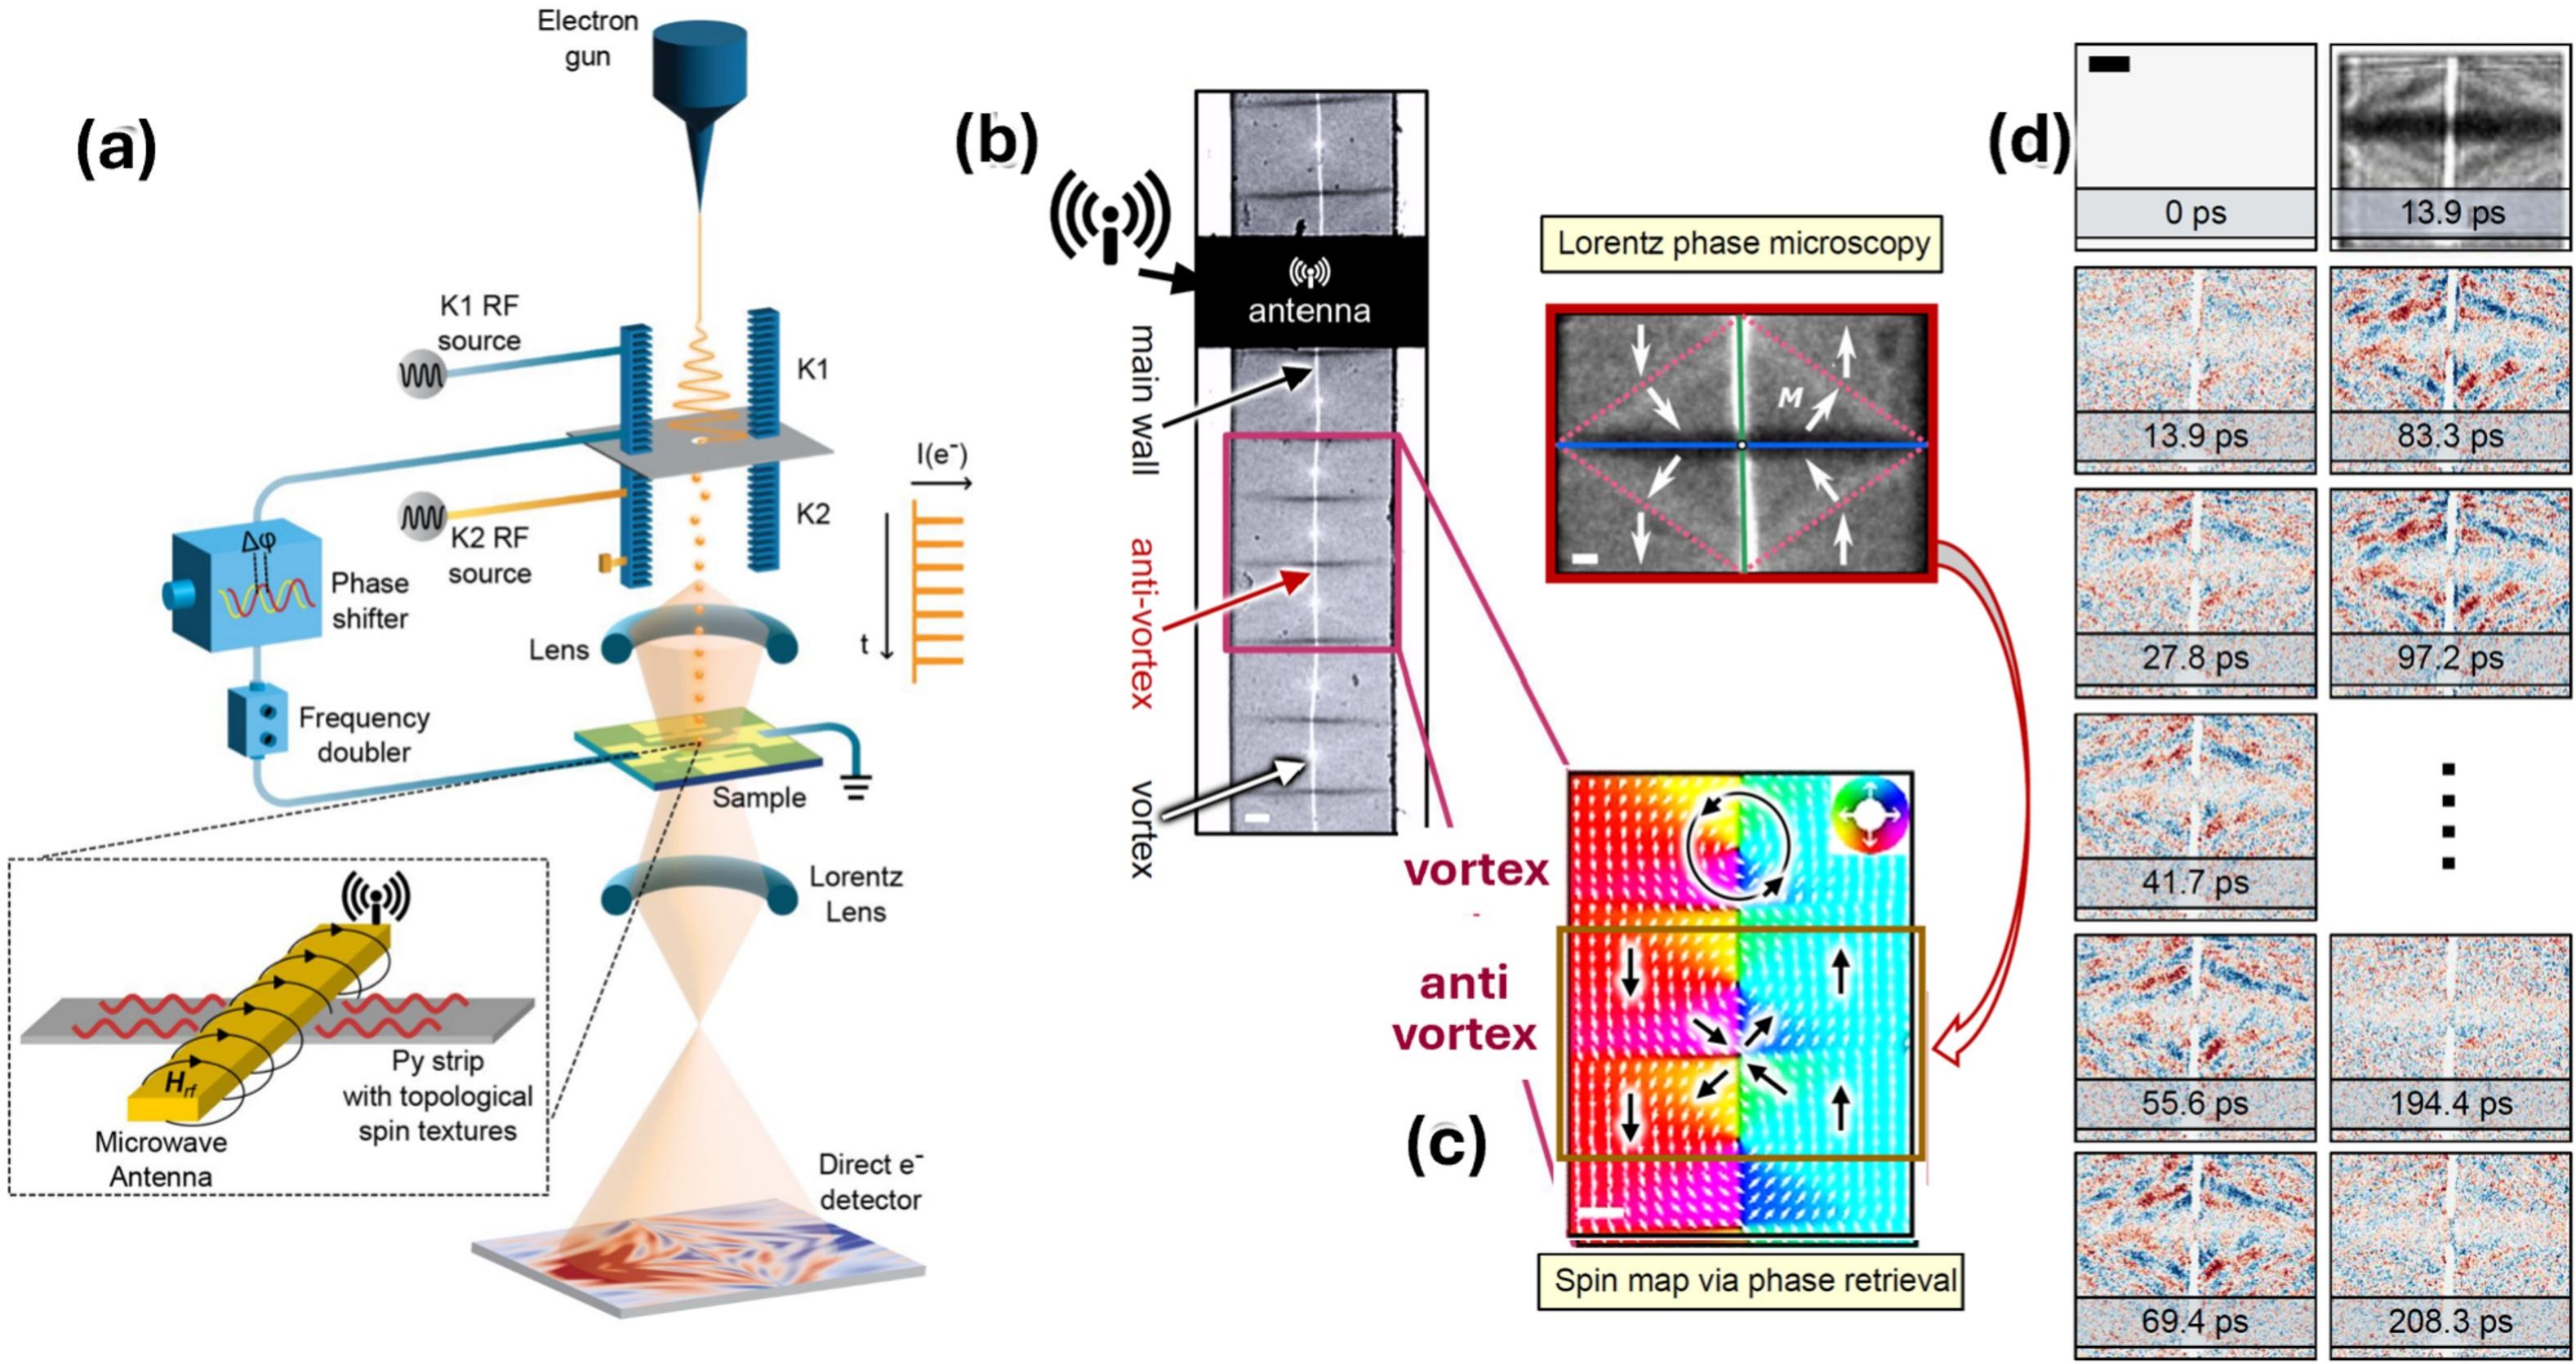 (a)
Electron
gun
K1 RF
source
K1
K2
K2 RF
source
I(e⁻)
t
Δφ
Phase
shifter
Lens
Frequency
doubler
Sample
Lorentz
Lens
Hrf
Microwave
Antenna
Py strip
with topological
spin textures
Direct e⁻
detector
(b)
antenna
main wall
anti-vortex
vortex
Lorentz phase microscopy
M
vortex
anti
vortex
(c)
Spin map via phase retrieval
(d)
0 ps
13.9 ps
13.9 ps
83.3 ps
27.8 ps
97.2 ps
41.7 ps
55.6 ps
194.4 ps
69.4 ps
208.3 ps